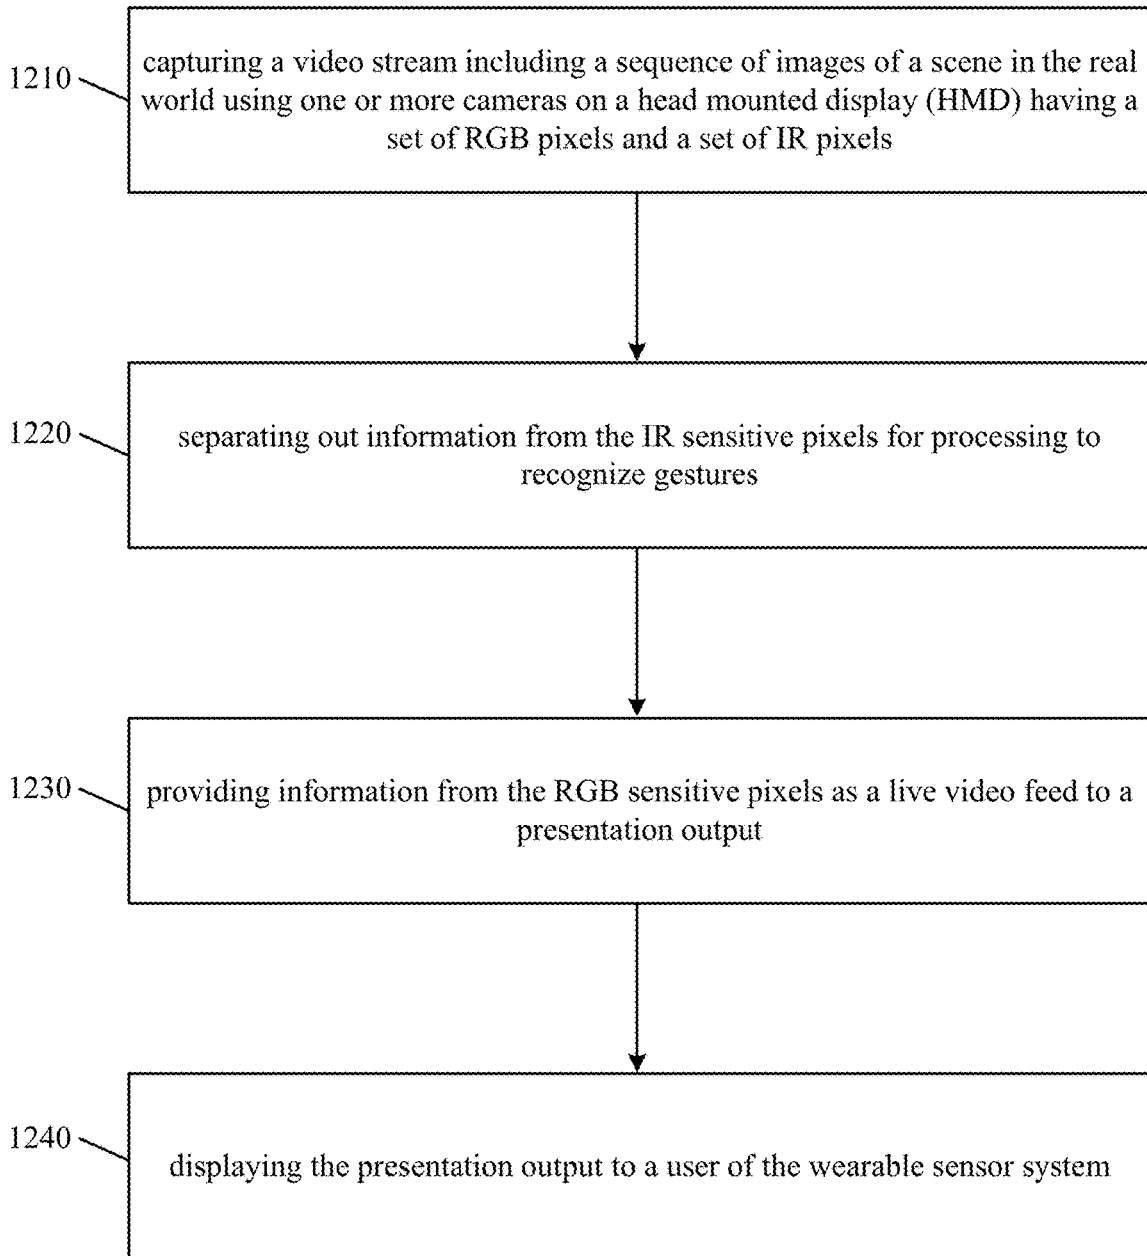 1210
capturing a video stream including a sequence of images of a scene in the real
world using one or more cameras on a head mounted display (HMD) having a
set of RGB pixels and a set of IR pixels
1220
separating out information from the IR sensitive pixels for processing to
recognize gestures
1230
providing information from the RGB sensitive pixels as a live video feed to a
presentation output
1240
displaying the presentation output to a user of the wearable sensor system